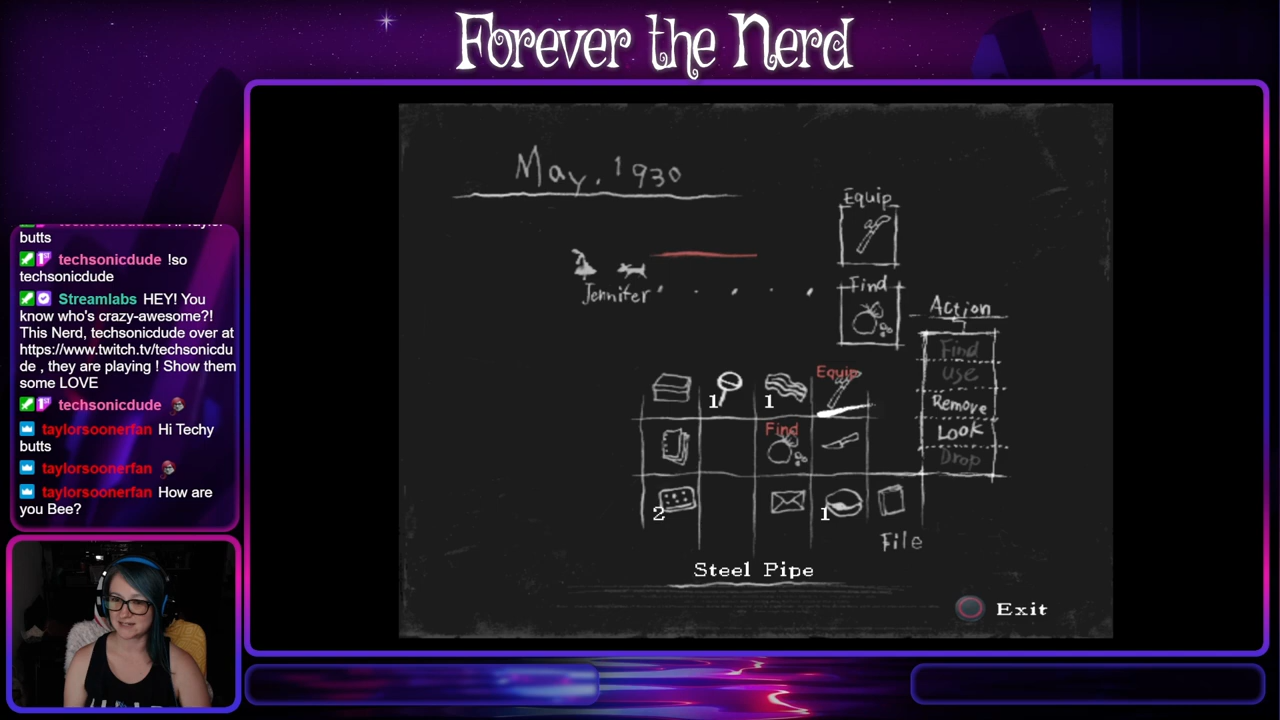 Forever the Nerd
butts
techsonicdude !so
techsonicdude
Streamlabs HEY! You
know who's crazy-awesome?!
This Nerd, techsonicdude over at
https://www.twitch.tv/techsonicdu
de , they are playing ! Show them
some LOVE
techsonicdude
taylorsoonerfan Hi Techy
butts
taylorsoonerfan
taylorsoonerfan How are
you Bee?
May. 1930
Jennifer
Equip
Find
Action
Find
Use
Remove
Look
Drop
1
1
Equip
Find
2
1
File
Steel Pipe
Exit